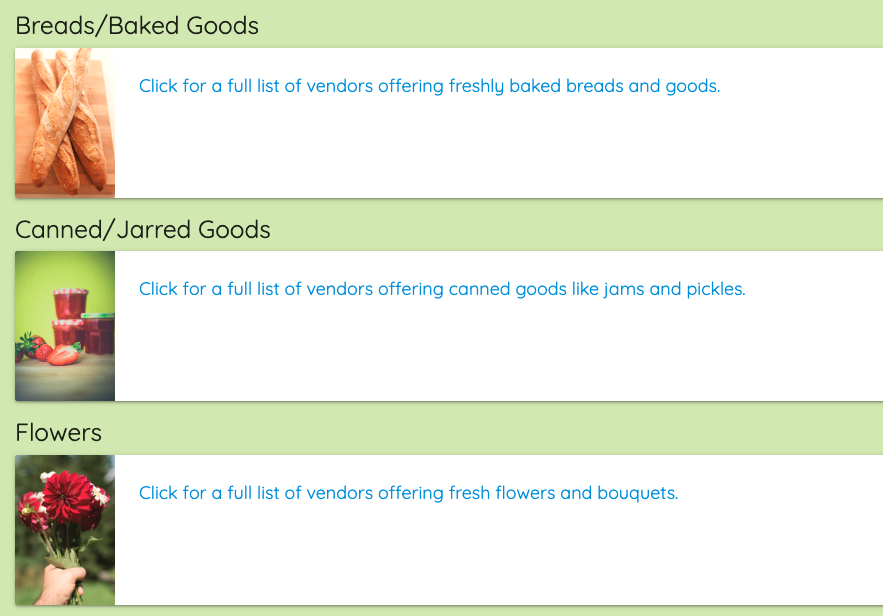 Breads/Baked Goods
Click for a full list of vendors offering freshly baked breads and goods.
Canned/Jarred Goods
Click for a full list of vendors offering canned goods like jams and pickles.
Flowers
Click for a full list of vendors offering fresh flowers and bouquets.